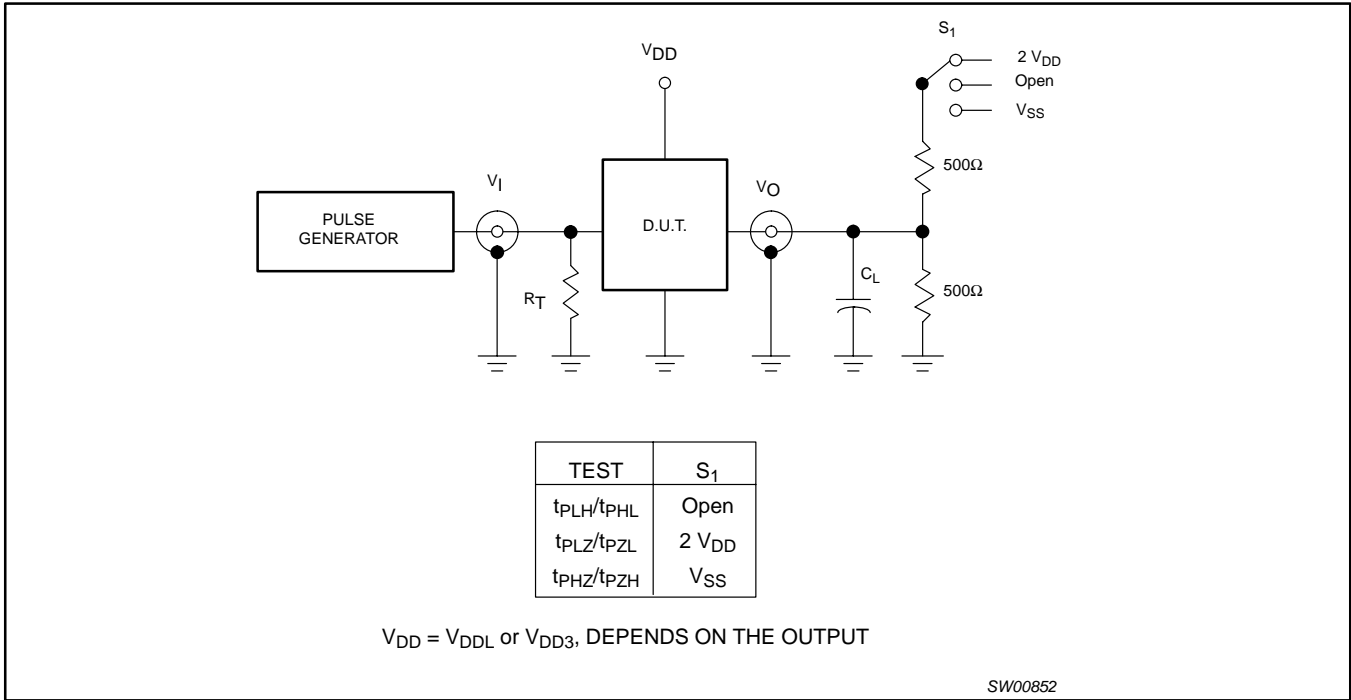 S1
2 VDD
Open
VSS
VDD
500Ω
VI
VO
PULSE
GENERATOR
D.U.T.
RT
CL
500Ω
TEST S1
tPLH/tPHL Open
tPLZ/tPZL 2 VDD
tPHZ/tPZH VSS
VDD = VDDL or VDD3, DEPENDS ON THE OUTPUT
SW00852